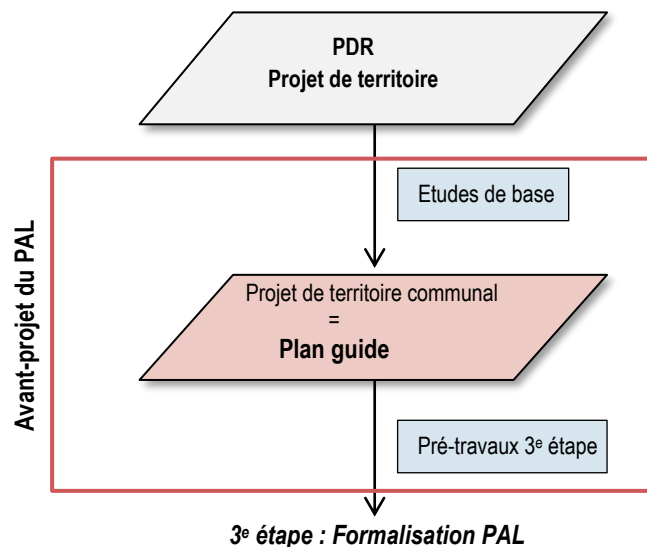 PDR
Projet de territoire
Etudes de base
Avant-projet du PAL
Projet de territoire communal
=
Plan guide
Pré-travaux 3e étape
3e étape : Formalisation PAL